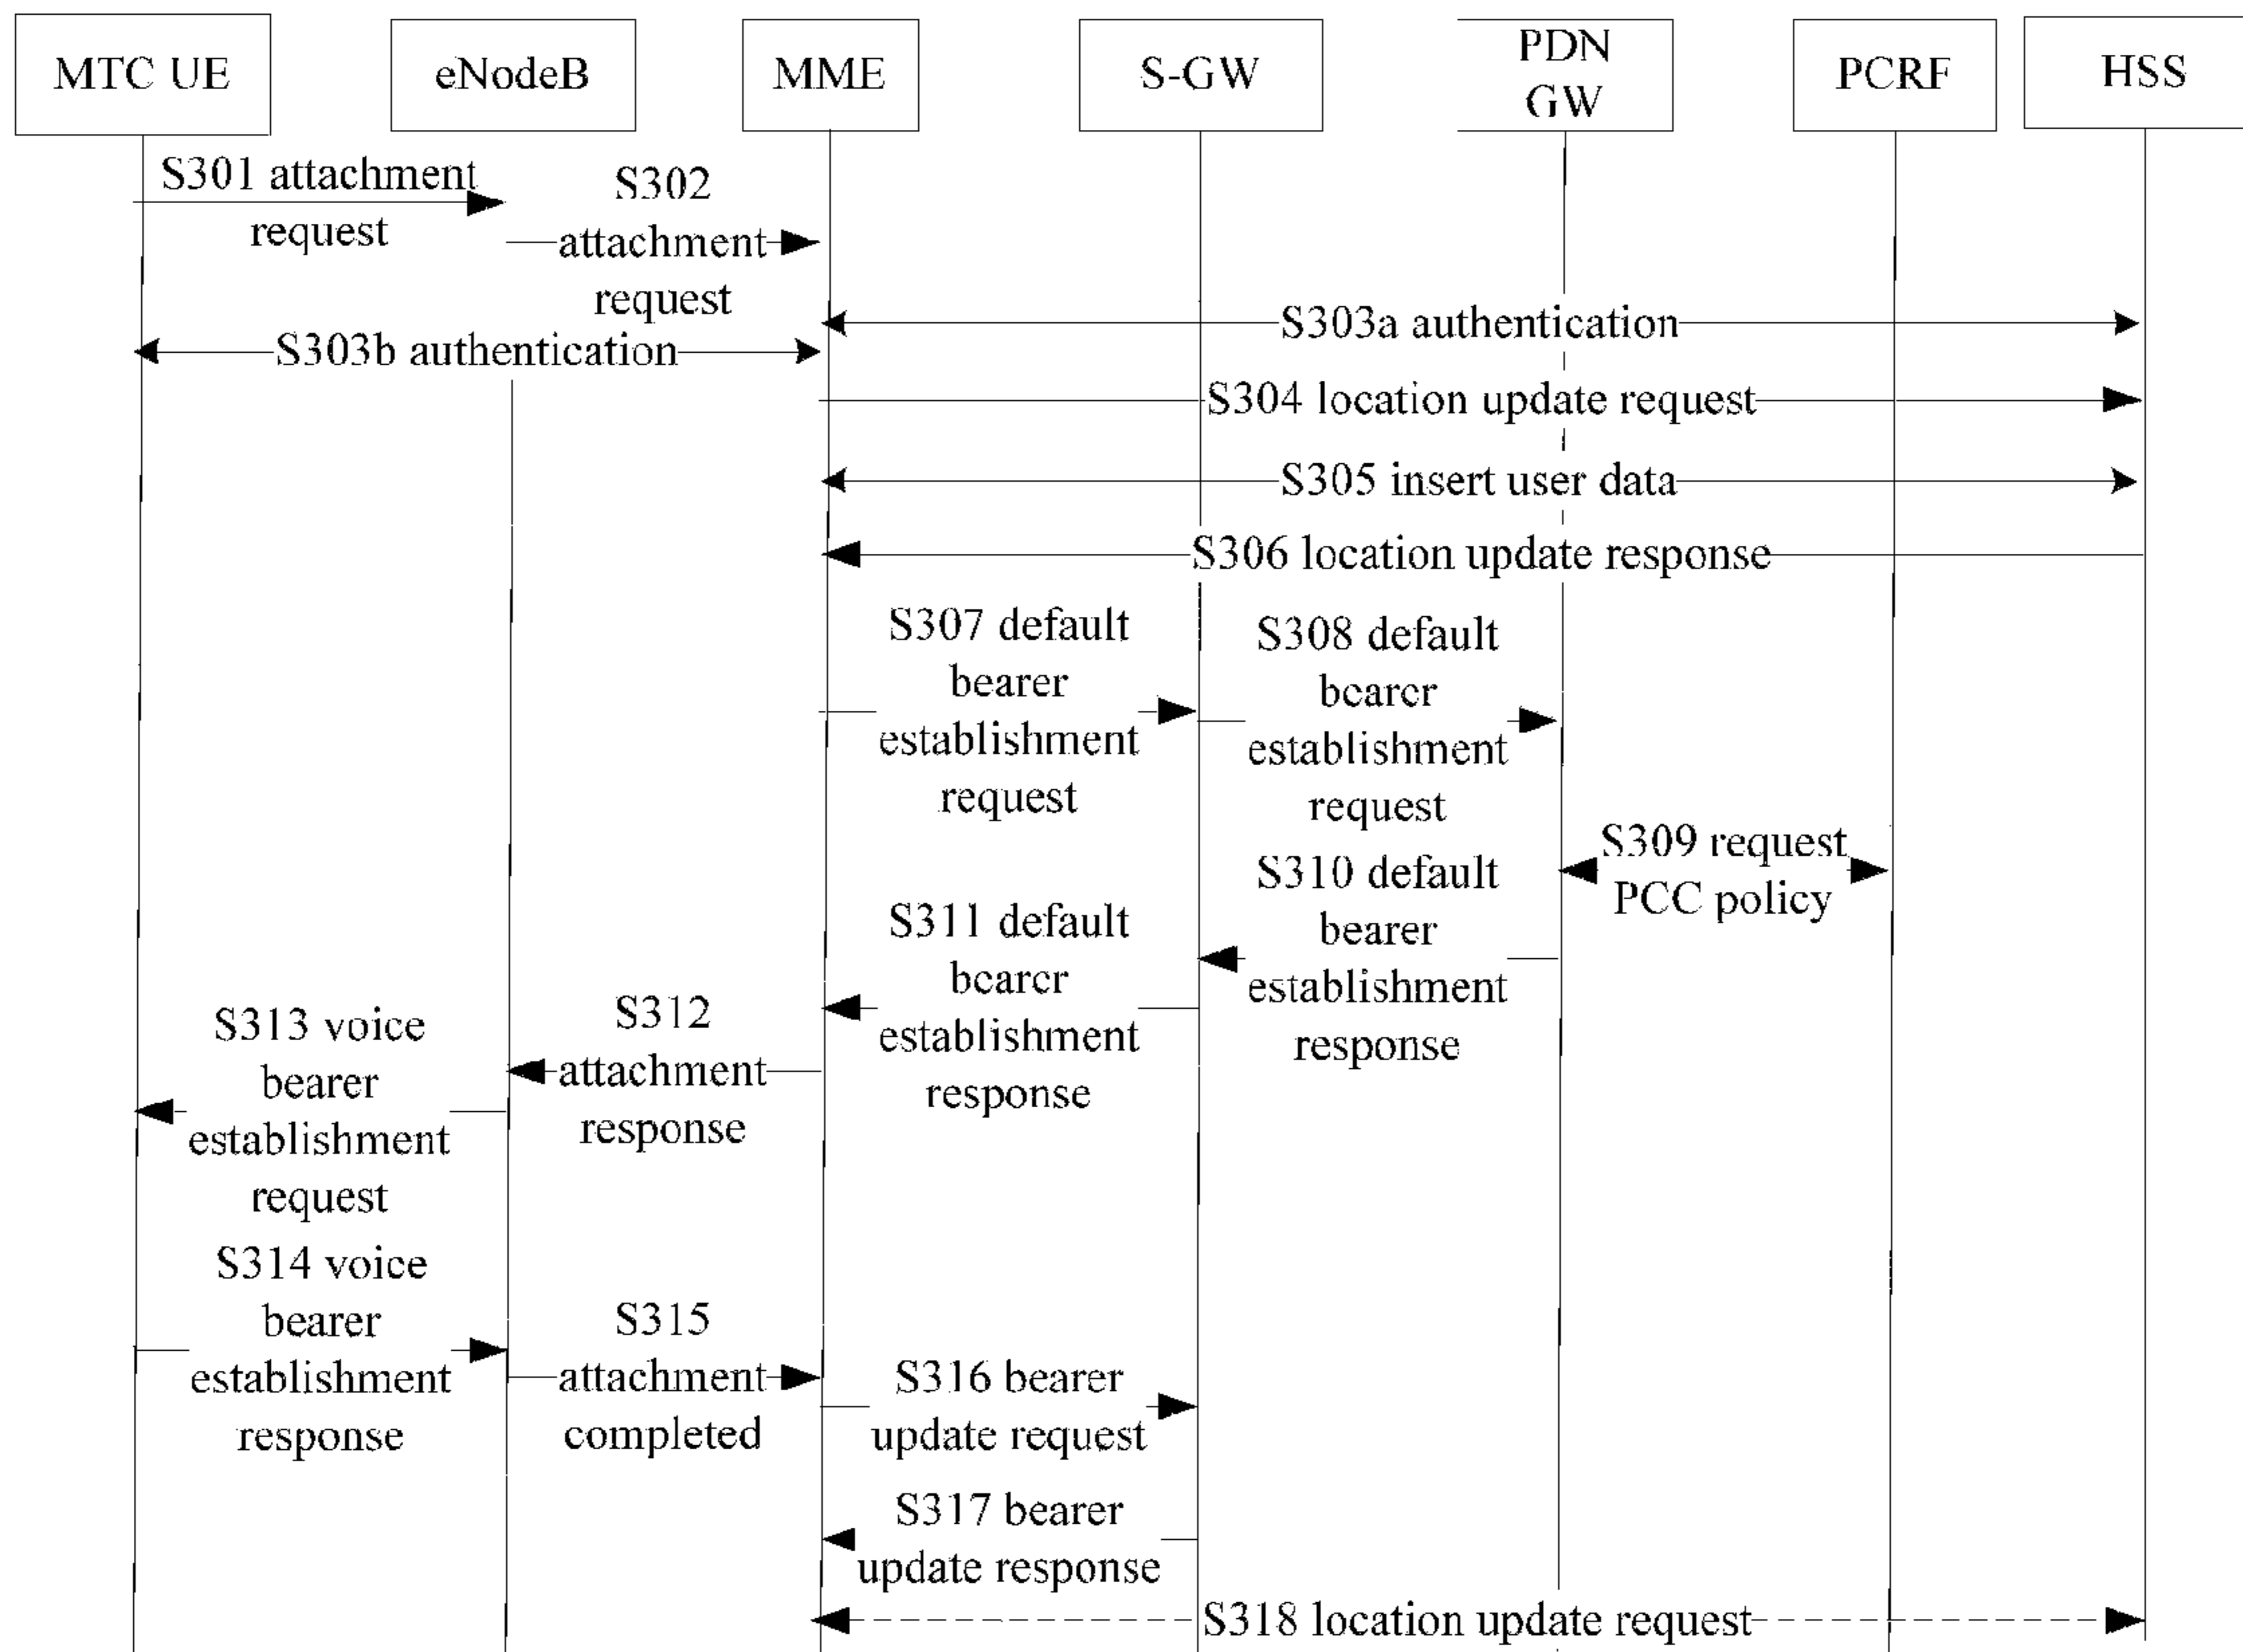 MTC UE
eNodeB
MME
S-GW
PDN
GW
PCRF
HSS
S301 attachment
request
S302
attachment
request
S303a authentication
S303b authentication
S304 location update request
S305 insert user data
S306 location update response
S307 default
bearer
establishment
request
S308 default
bearer
establishment
request
S309 request
PCC policy
S310 default
bearer
establishment
response
S311 default
bearer
establishment
response
S312
attachment
response
S313 voice
bearer
establishment
request
S314 voice
bearer
establishment
response
S315
attachment
completed
S316 bearer
update request
S317 bearer
update response
S318 location update request